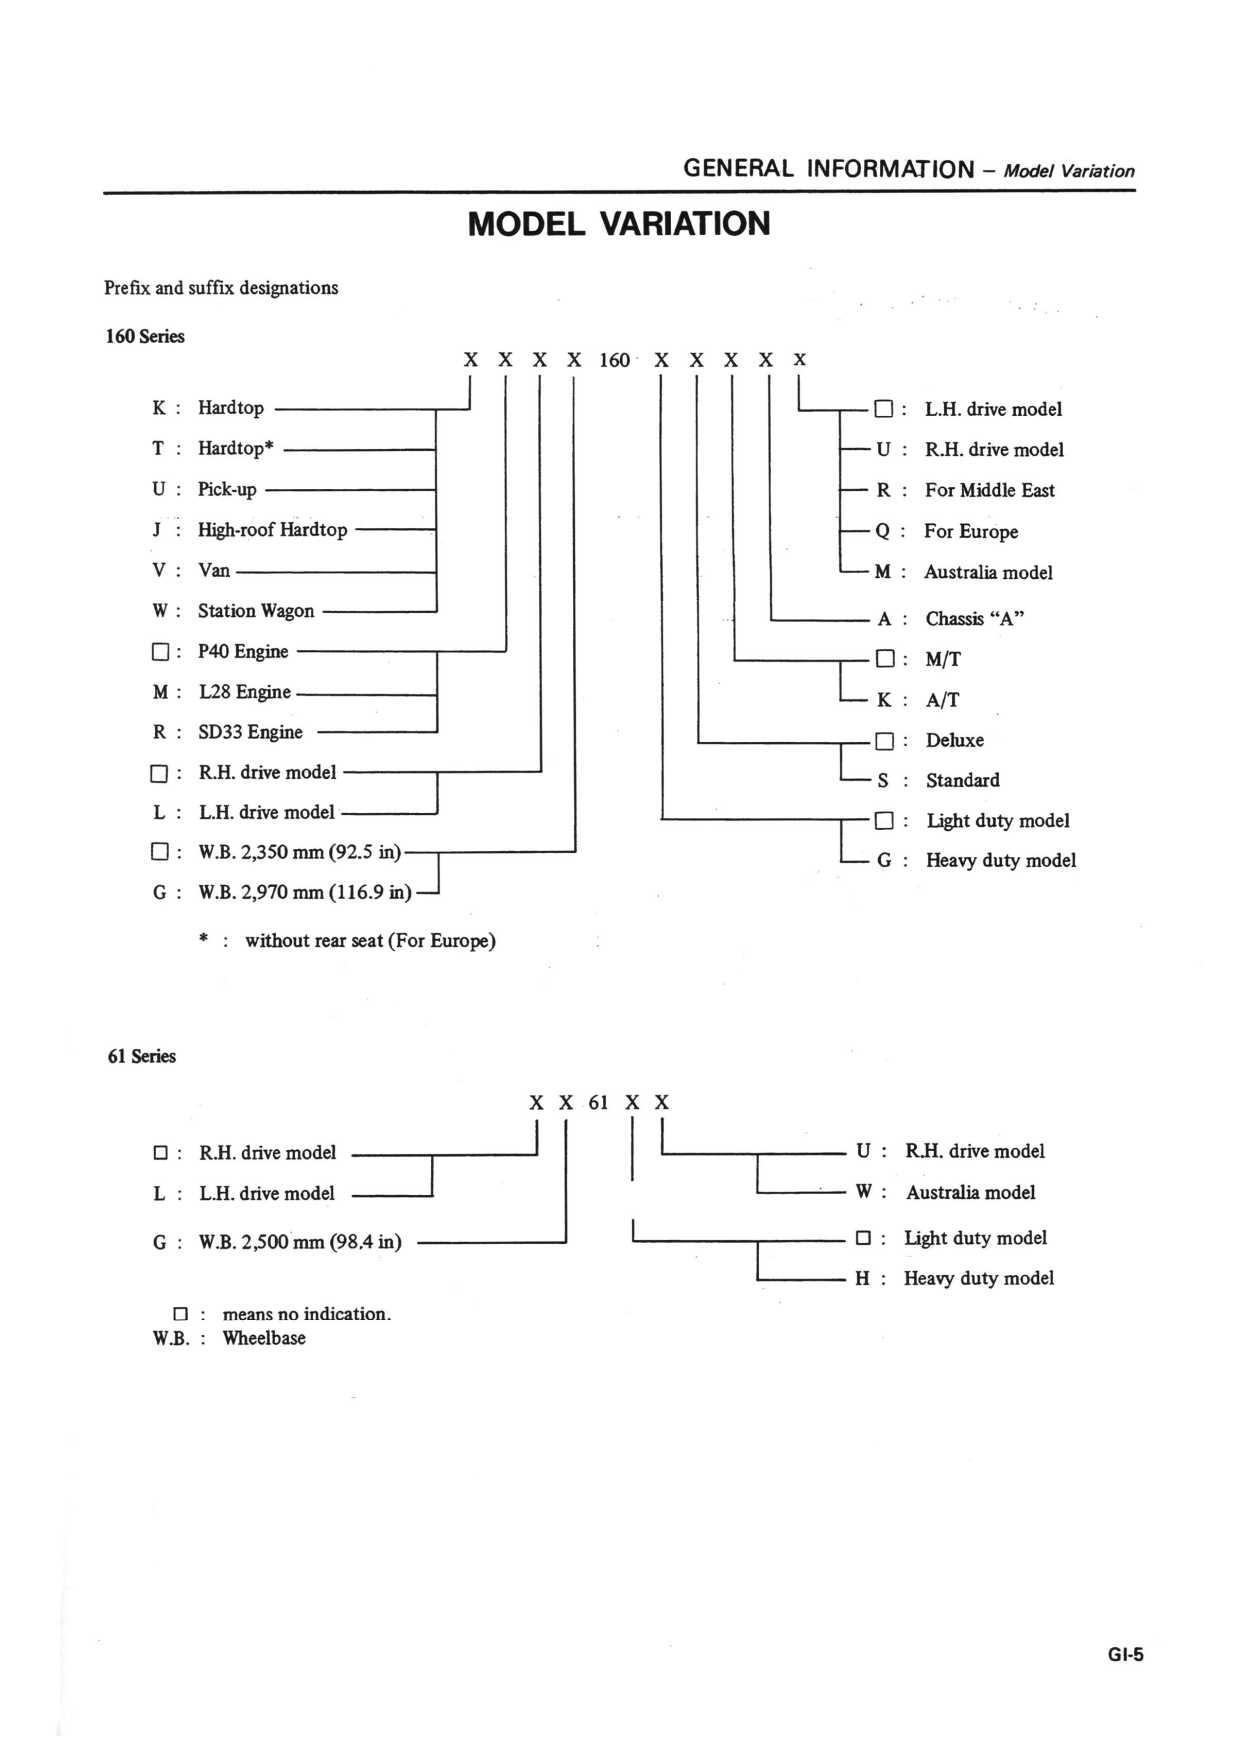 GENERAL INFORMATION – Model Variation
MODEL VARIATION
Prefix and suffix designations
160 Series
X X X X 160 X X X X X
K : Hardtop
T : Hardtop*
U : Pick-up
J : High-roof Hardtop
V : Van
W : Station Wagon
□ : P40 Engine
M : L28 Engine
R : SD33 Engine
□ : R.H. drive model
L : L.H. drive model
□ : W.B. 2,350 mm (92.5 in)
G : W.B. 2,970 mm (116.9 in)
* : without rear seat (For Europe)
□ : L.H. drive model
U : R.H. drive model
R : For Middle East
Q : For Europe
M : Australia model
A : Chassis “A”
□ : M/T
K : A/T
□ : Deluxe
S : Standard
□ : Light duty model
G : Heavy duty model
61 Series
X X 61 X X
□ : R.H. drive model
L : L.H. drive model
G : W.B. 2,500 mm (98.4 in)
U : R.H. drive model
W : Australia model
□ : Light duty model
H : Heavy duty model
□ : means no indication.
W.B. : Wheelbase
GI-5